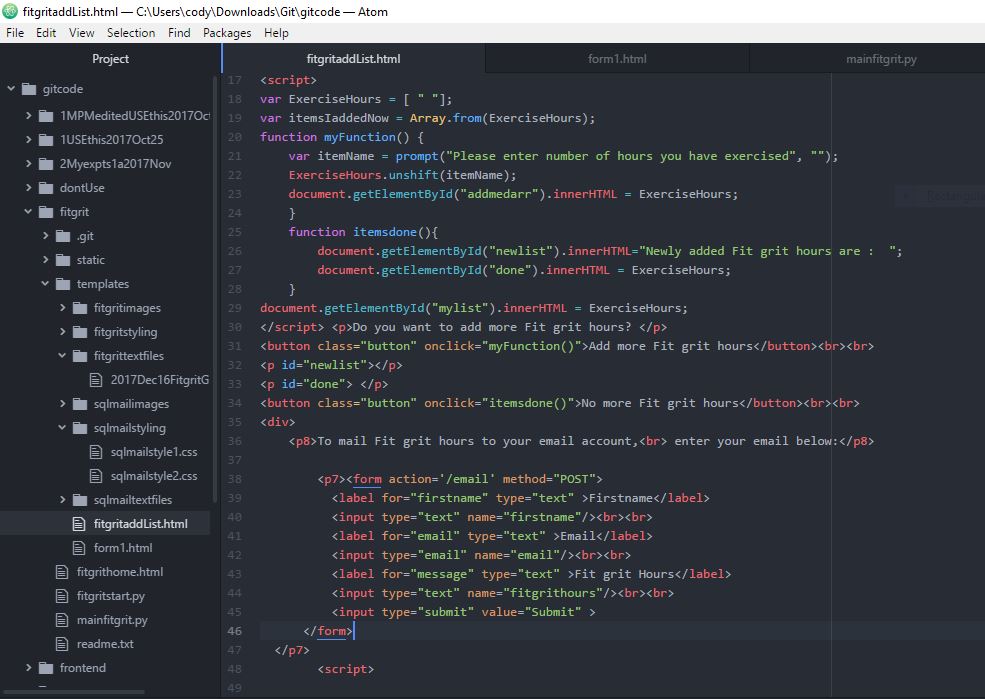 fitgritaddList.html — C:\Users\cody\Downloads\Git\gitcode — Atom
File Edit View Selection Find Packages Help
Project
gitcode
1MPMeditedUSEthis2017Oct
1USEthis2017Oct25
2Myexpts1a2017Nov
dontUse
fitgrit
.git
static
templates
fitgritimages
fitgritstyling
fitgrittextfiles
2017Dec16FitgritG
sqlmailimages
sqlmailstyling
sqlmailstyle1.css
sqlmailstyle2.css
sqlmailtextfiles
fitgritaddList.html
form1.html
fitgrithome.html
fitgritstart.py
mainfitgrit.py
readme.txt
frontend
fitgritaddList.html form1.html mainfitgrit.py
17 <script>
18 var ExerciseHours = [ " "];
19 var itemsIaddedNow = Array.from(ExerciseHours);
20 function myFunction() {
21 var itemName = prompt("Please enter number of hours you have exercised", "");
22 ExerciseHours.unshift(itemName);
23 document.getElementById("addmedarr").innerHTML = ExerciseHours;
24 }
25 function itemsdone(){
26 document.getElementById("newlist").innerHTML="Newly added Fit grit hours are :  ";
27 document.getElementById("done").innerHTML = ExerciseHours;
28 }
29 document.getElementById("mylist").innerHTML = ExerciseHours;
30 </script> <p>Do you want to add more Fit grit hours? </p>
31 <button class="button" onclick="myFunction()">Add more Fit grit hours</button><br><br>
32 <p id="newlist"></p>
33 <p id="done"> </p>
34 <button class="button" onclick="itemsdone()">No more Fit grit hours</button><br><br>
35 <div>
36 <p8>To mail Fit grit hours to your email account,<br> enter your email below:</p8>
37
38 <p7><form action='/email' method="POST">
39 <label for="firstname" type="text" >Firstname</label>
40 <input type="text" name="firstname"/><br><br>
41 <label for="email" type="text" >Email</label>
42 <input type="email" name="email"/><br><br>
43 <label for="message" type="text" >Fit grit Hours</label>
44 <input type="text" name="fitgrithours"/><br><br>
45 <input type="submit" value="Submit" >
46 </form>
47 </p7>
48 <script>
49